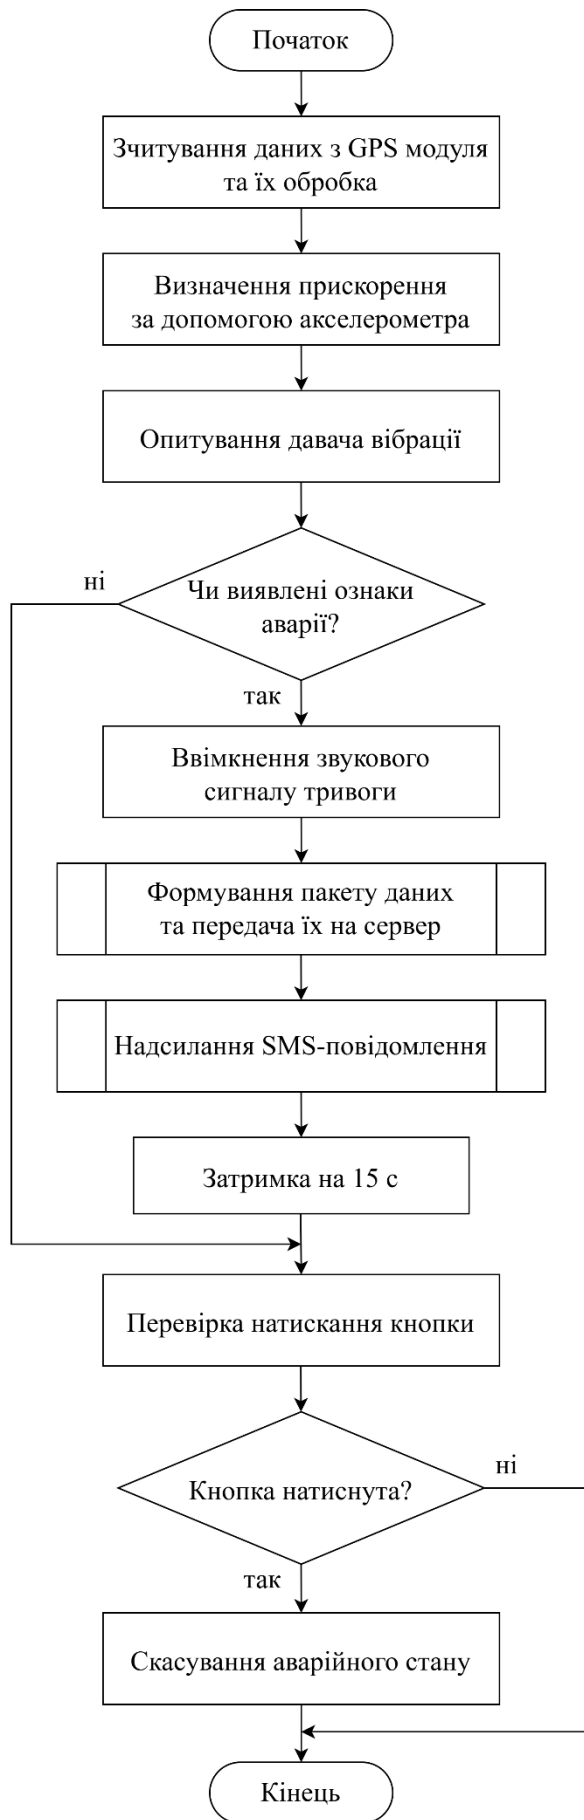 Початок
Зчитування даних з GPS модуля
та їх обробка
Визначення прискорення
за допомогою акселерометра
Опитування давача вібрації
ні
Чи виявлені ознаки
аварії?
так
Ввімкнення звукового
сигналу тривоги
Формування пакету даних
та передача їх на сервер
Надсилання SMS-повідомлення
Затримка на 15 с
Перевірка натискання кнопки
ні
Кнопка натиснута?
так
Скасування аварійного стану
Кінець